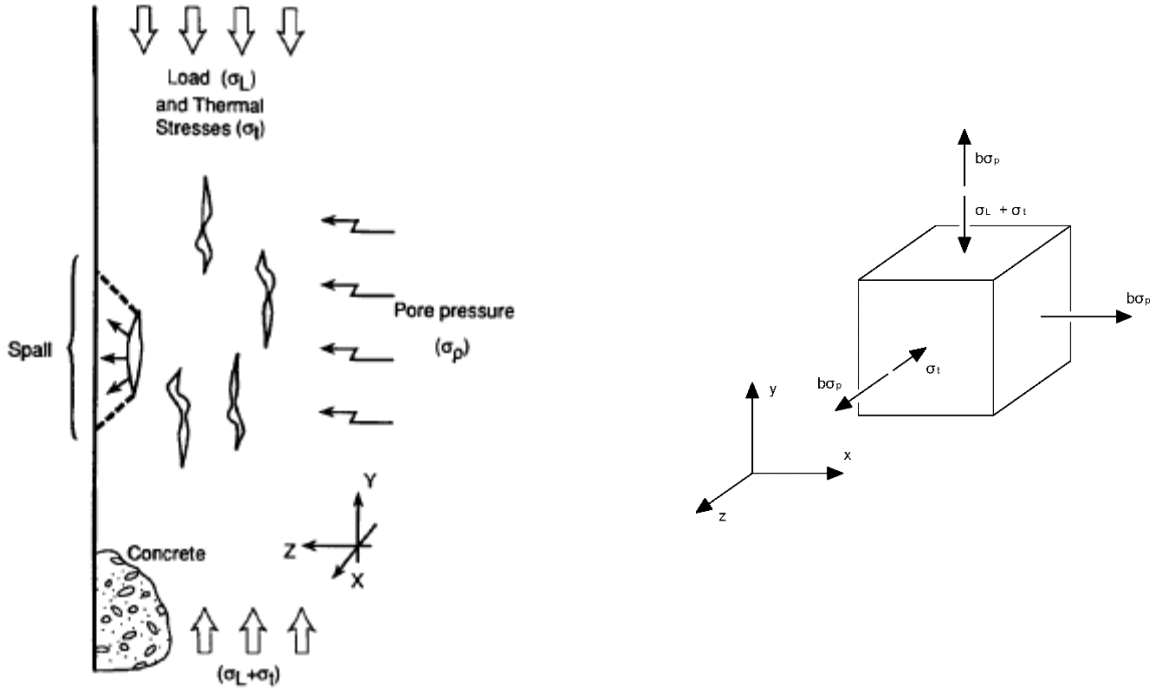 Load (σL)
and Thermal
Stresses (σt)
Spall
Pore pressure
(σρ)
Y
Z
X
Concrete
(σL+σt)
bσₚ
σL + σt
bσₚ
bσₚ
σt
y
x
z